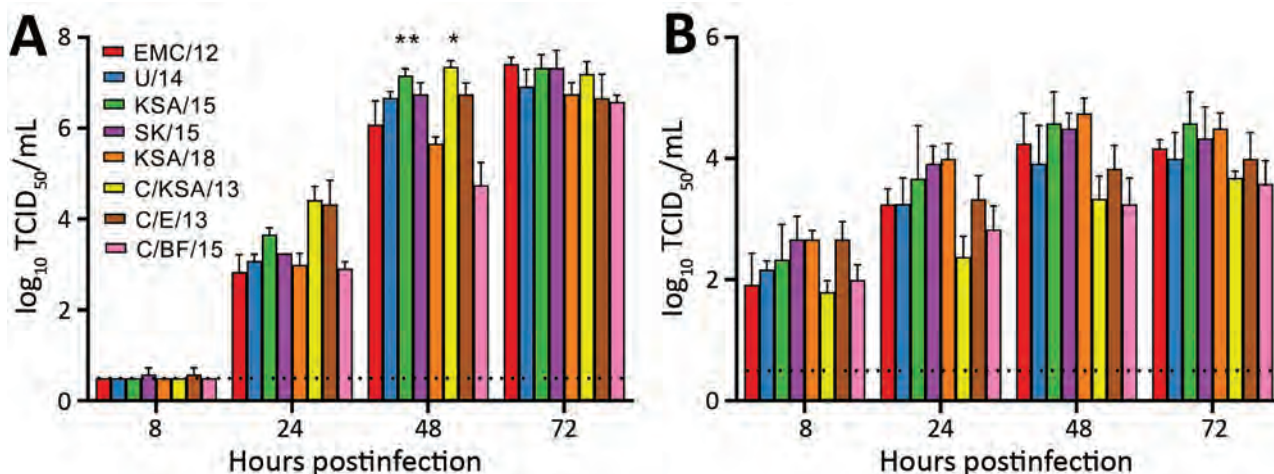 A
8
6
4
2
0
log₁₀ TCID₅₀/mL
EMC/12
U/14
KSA/15
SK/15
KSA/18
C/KSA/13
C/E/13
C/BF/15
** *
8 24 48 72
Hours postinfection
B
6
4
2
0
log₁₀ TCID₅₀/mL
8 24 48 72
Hours postinfection